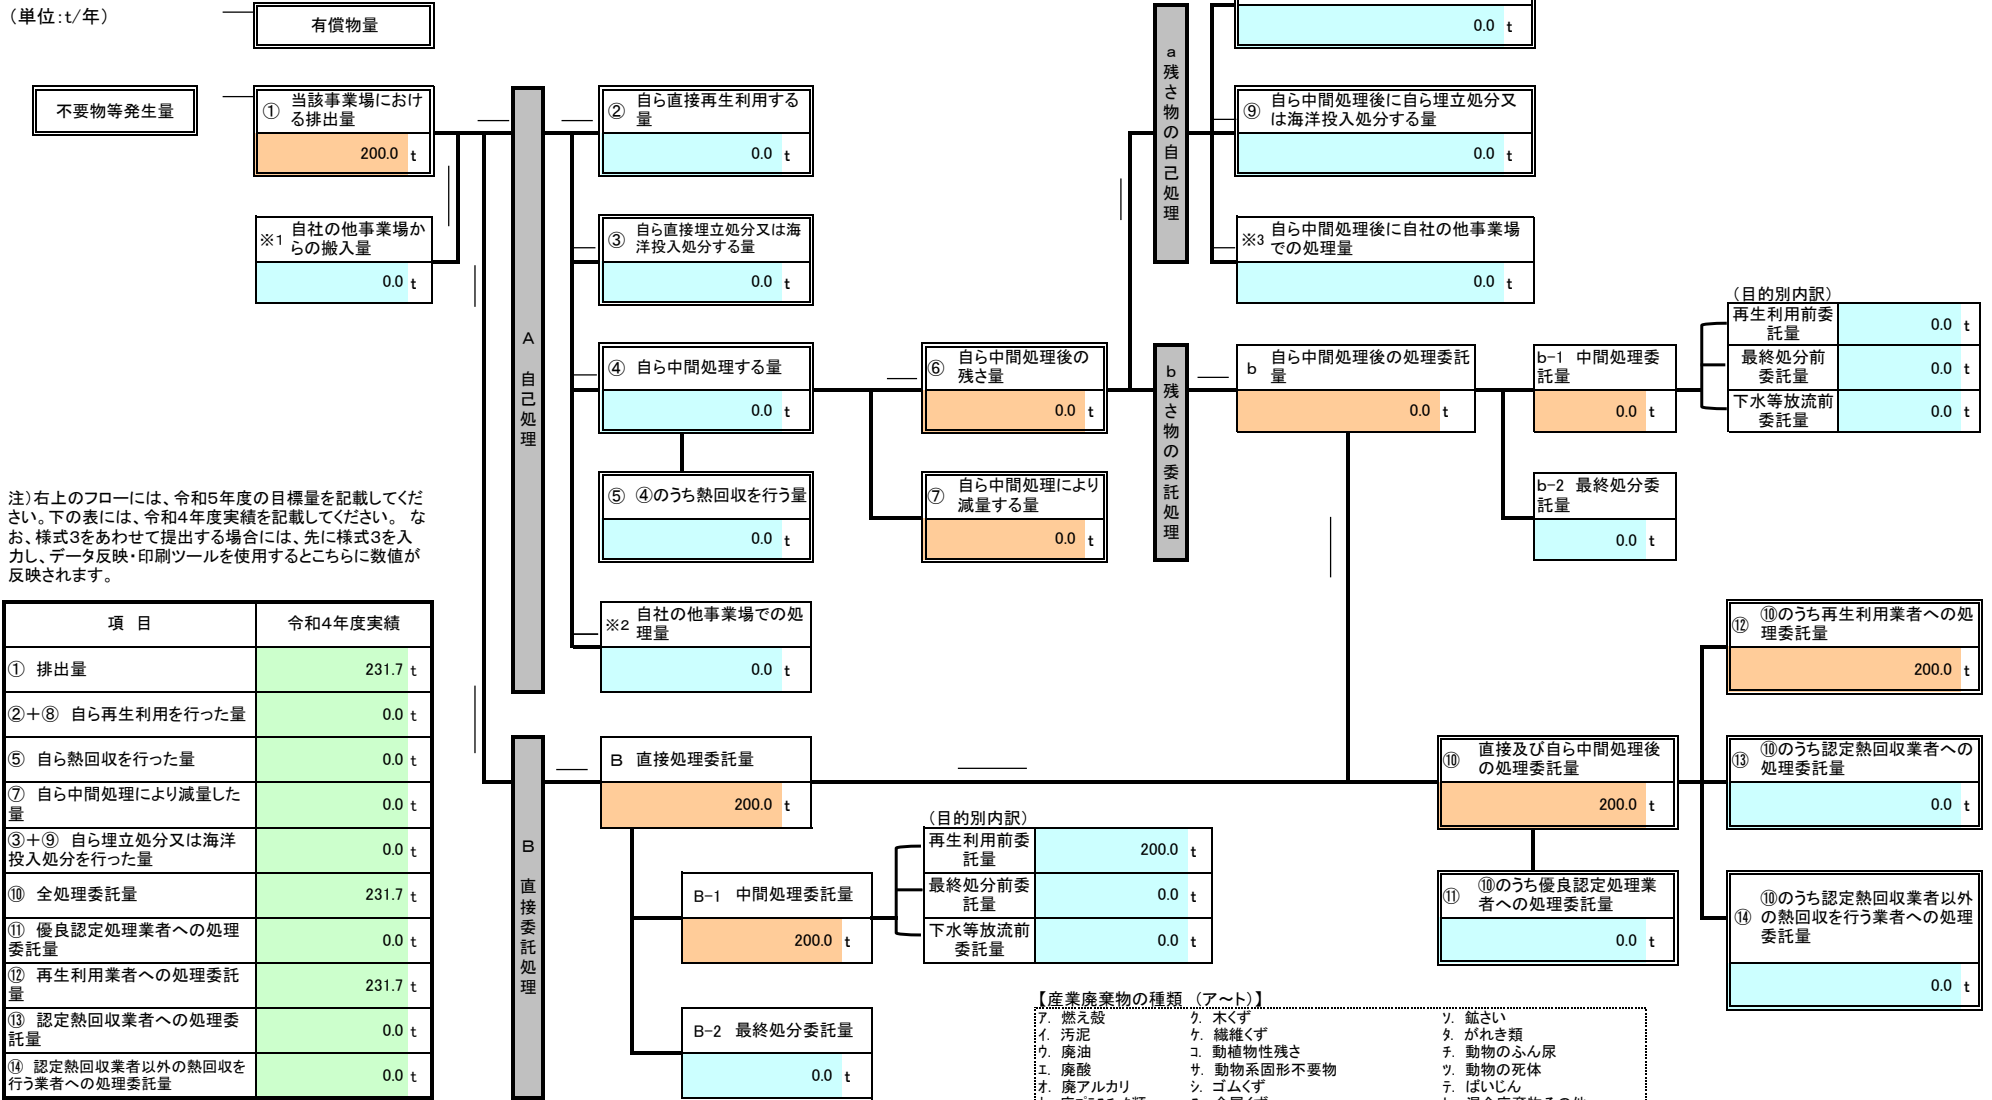 (単位:t/年)
有償物量
不要物等発生量
① 当該事業場におけ
る排出量
200.0 t
※1 自社の他事業場か
らの搬入量
0.0 t
A 自己処理
② 自ら直接再生利用する
量
0.0 t
③ 自ら直接埋立処分又は海
洋投入処分する量
0.0 t
④ 自ら中間処理する量
0.0 t
⑤ ④のうち熱回収を行う量
0.0 t
※2 自社の他事業場での処
理量
0.0 t
⑥ 自ら中間処理後の
残さ量
0.0 t
⑦ 自ら中間処理により
減量する量
0.0 t
a 残さ物の自己処理
0.0 t
⑨ 自ら中間処理後に自ら埋立処分又
は海洋投入処分する量
0.0 t
※3 自ら中間処理後に自社の他事業場
での処理量
0.0 t
b 残さ物の委託処理
b 自ら中間処理後の処理委託
量
0.0 t
b-1 中間処理委
託量
0.0 t
(目的別内訳)
再生利用前委
託量
0.0 t
最終処分前
委託量
0.0 t
下水等放流前
委託量
0.0 t
b-2 最終処分委
託量
0.0 t
注)右上のフローには、令和5年度の目標量を記載してくだ
さい。下の表には、令和4年度実績を記載してください。 な
お、様式3をあわせて提出する場合には、先に様式3を入
力し、データ反映・印刷ツールを使用するとこちらに数値が
反映されます。
項 目 令和4年度実績
① 排出量 231.7 t
②+⑧ 自ら再生利用を行った量 0.0 t
⑤ 自ら熱回収を行った量 0.0 t
⑦ 自ら中間処理により減量した
量 0.0 t
③+⑨ 自ら埋立処分又は海洋
投入処分を行った量 0.0 t
⑩ 全処理委託量 231.7 t
⑪ 優良認定処理業者への処理
委託量 0.0 t
⑫ 再生利用業者への処理委託
量 231.7 t
⑬ 認定熱回収業者への処理委
託量 0.0 t
⑭ 認定熱回収業者以外の熱回収を
行う業者への処理委託量 0.0 t
B 直接委託処理
B 直接処理委託量
200.0 t
B-1 中間処理委託量
200.0 t
(目的別内訳)
再生利用前委
託量
200.0 t
最終処分前委
託量
0.0 t
下水等放流前
委託量
0.0 t
B-2 最終処分委託量
0.0 t
⑩ 直接及び自ら中間処理後
の処理委託量
200.0 t
⑪ ⑩のうち優良認定処理業
者への処理委託量
0.0 t
⑫ ⑩のうち再生利用業者への処
理委託量
200.0 t
⑬ ⑩のうち認定熱回収業者への
処理委託量
0.0 t
⑭ ⑩のうち認定熱回収業者以外
の熱回収を行う業者への処理
委託量
0.0 t
【産業廃棄物の種類 (ア～ト)】
ア. 燃え殻 ク. 木くず ソ. 鉱さい
イ. 汚泥 ケ. 繊維くず タ. がれき類
ウ. 廃油 コ. 動植物性残さ チ. 動物のふん尿
エ. 廃酸 サ. 動物系固形不要物 ツ. 動物の死体
オ. 廃アルカリ シ. ゴムくず テ. ばいじん